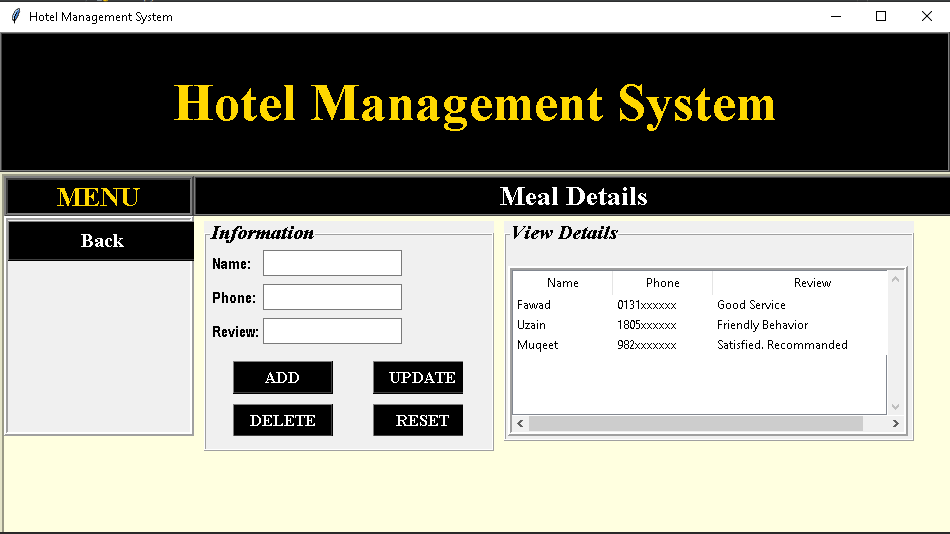 Hotel Management System
Hotel Management System
MENU
Meal Details
Back
Information
Name:
Phone:
Review:
ADD
UPDATE
DELETE
RESET
View Details
Name Phone Review
Fawad 0131xxxxxx Good Service
Uzain 1805xxxxxx Friendly Behavior
Muqeet 982xxxxxxx Satisfied. Recommanded